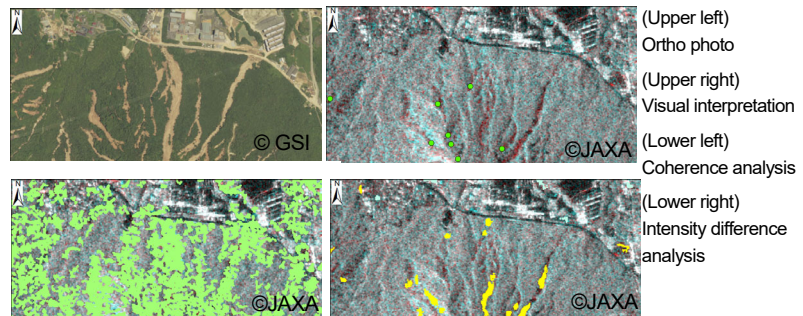 N
© GSI
N
©JAXA
N
©JAXA
N
©JAXA
(Upper left)
Ortho photo
(Upper right)
Visual interpretation
(Lower left)
Coherence analysis
(Lower right)
Intensity difference
analysis